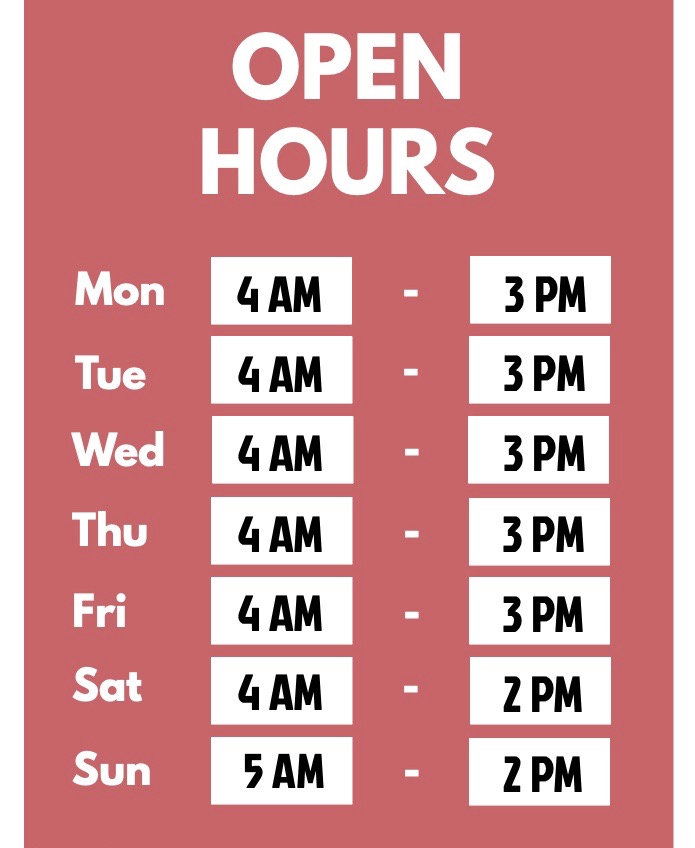 OPEN
HOURS
Mon 4 AM - 3 PM
Tue 4 AM - 3 PM
Wed 4 AM - 3 PM
Thu 4 AM - 3 PM
Fri 4 AM - 3 PM
Sat 4 AM - 2 PM
Sun 5 AM - 2 PM